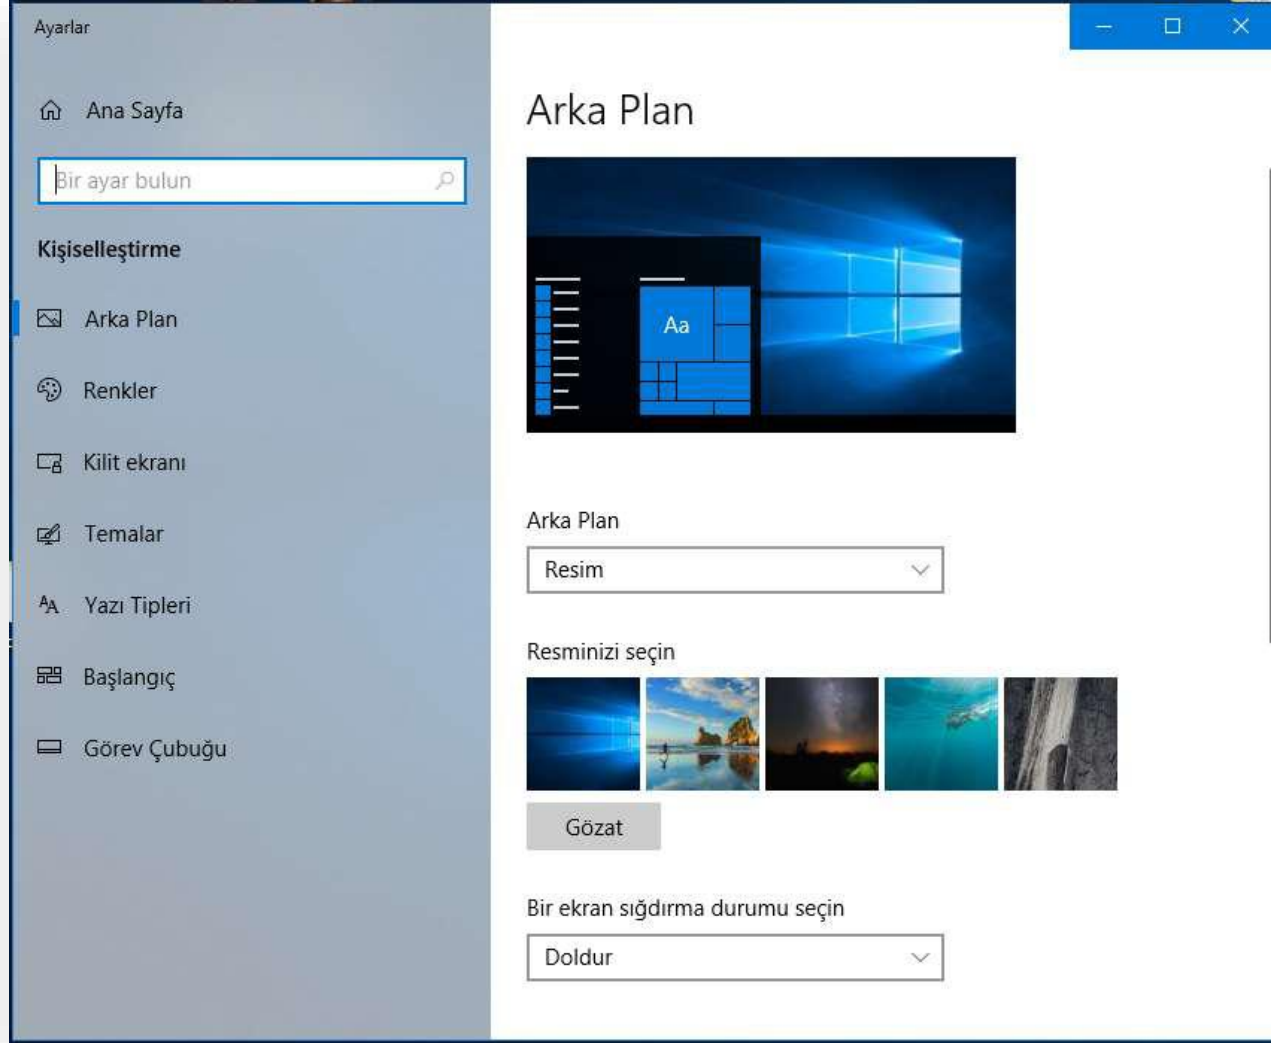 Ayarlar
Ana Sayfa
Bir ayar bulun
Kişiselleştirme
Arka Plan
Renkler
Kilit ekranı
Temalar
Yazı Tipleri
Başlangıç
Görev Çubuğu
Arka Plan
Aa
Arka Plan
Resim
Resminizi seçin
Gözat
Bir ekran sığdırma durumu seçin
Doldur